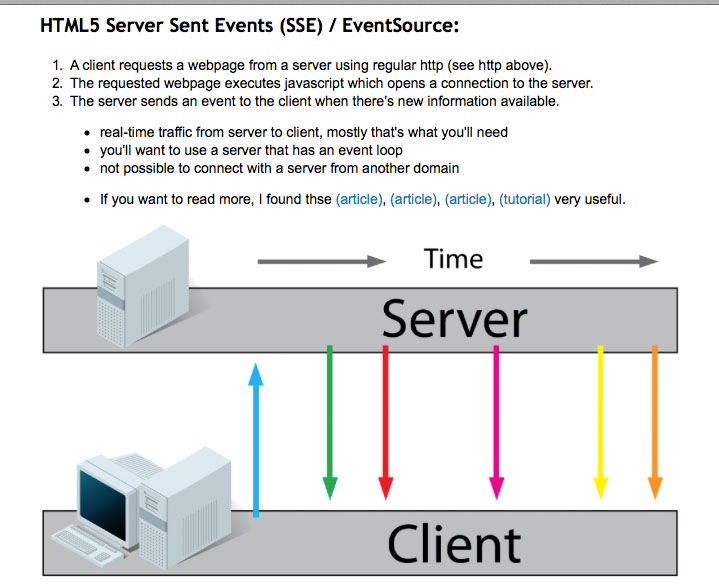 HTML5 Server Sent Events (SSE) / EventSource:
1. A client requests a webpage from a server using regular http (see http above).
2. The requested webpage executes javascript which opens a connection to the server.
3. The server sends an event to the client when there's new information available.
• real-time traffic from server to client, mostly that's what you'll need
• you'll want to use a server that has an event loop
• not possible to connect with a server from another domain
• If you want to read more, I found thse (article), (article), (article), (tutorial) very useful.
Time
Server
Client